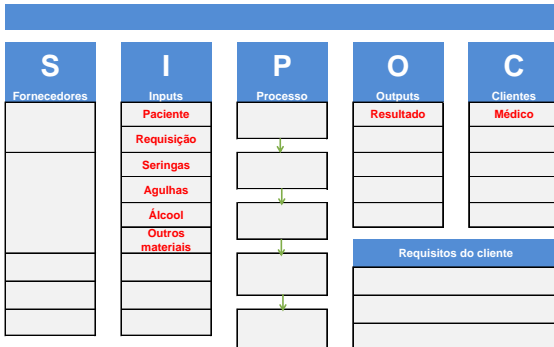 S
I
P
O
C
Fornecedores
Inputs
Processo
Outputs
Clientes
Paciente
Resultado
Médico
Requisição
Seringas
Agulhas
Álcool
Outros
materiais
Requisitos do cliente